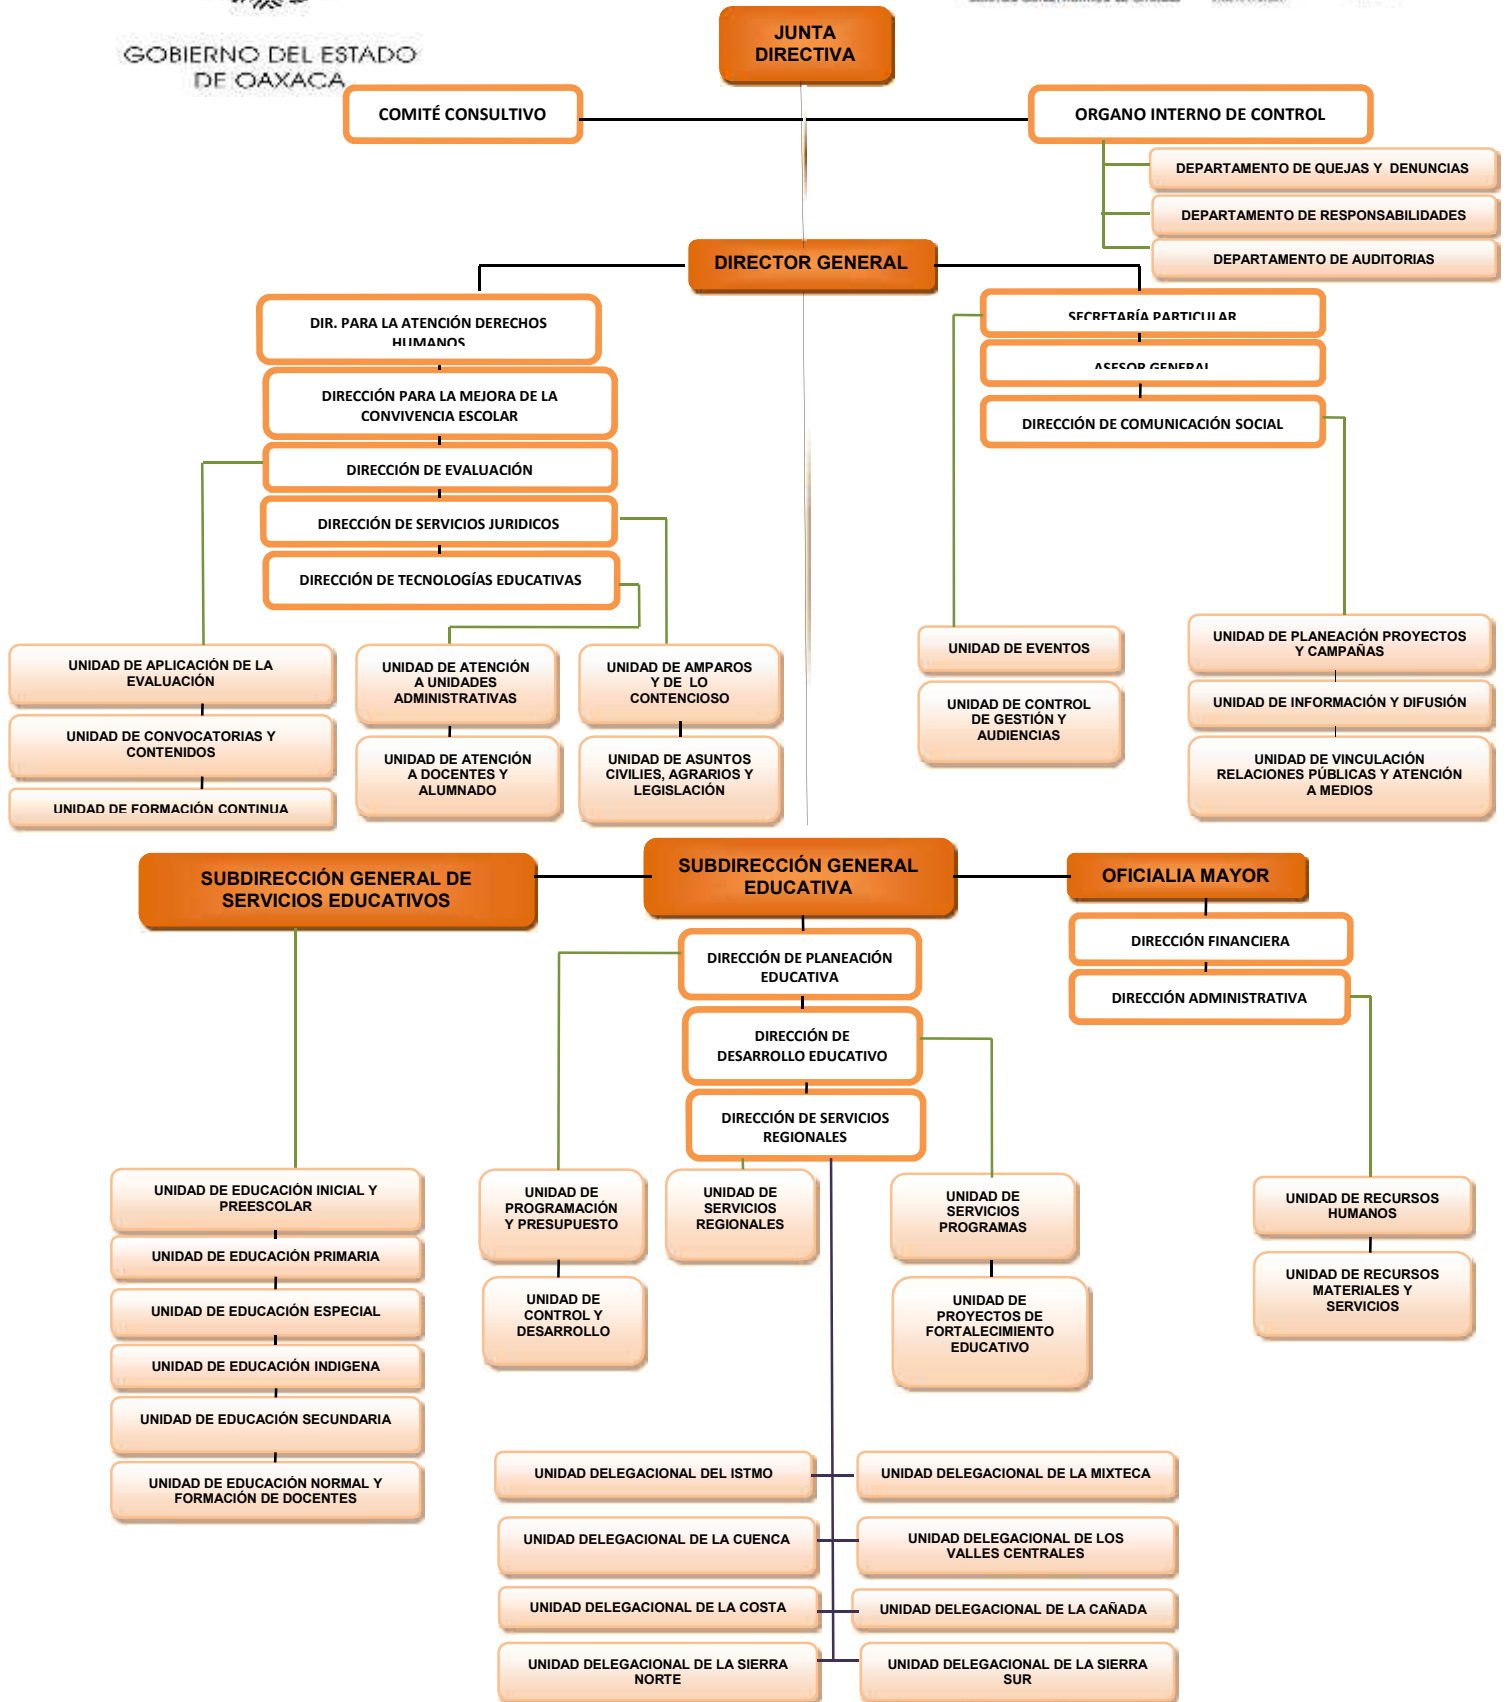 GOBIERNO DEL ESTADO
DE OAXACA
JUNTA
DIRECTIVA
COMITÉ CONSULTIVO
ORGANO INTERNO DE CONTROL
DEPARTAMENTO DE QUEJAS Y DENUNCIAS
DEPARTAMENTO DE RESPONSABILIDADES
DEPARTAMENTO DE AUDITORIAS
DIRECTOR GENERAL
DIR. PARA LA ATENCIÓN DERECHOS
HUMANOS
DIRECCIÓN PARA LA MEJORA DE LA
CONVIVENCIA ESCOLAR
DIRECCIÓN DE EVALUACIÓN
DIRECCIÓN DE SERVICIOS JURIDICOS
DIRECCIÓN DE TECNOLOGÍAS EDUCATIVAS
SECRETARÍA PARTICULAR
ASESOR GENERAL
DIRECCIÓN DE COMUNICACIÓN SOCIAL
UNIDAD DE APLICACIÓN DE LA
EVALUACIÓN
UNIDAD DE CONVOCATORIAS Y
CONTENIDOS
UNIDAD DE FORMACIÓN CONTINUA
UNIDAD DE ATENCIÓN
A UNIDADES
ADMINISTRATIVAS
UNIDAD DE ATENCIÓN
A DOCENTES Y
ALUMNADO
UNIDAD DE AMPAROS
Y DE LO
CONTENCIOSO
UNIDAD DE ASUNTOS
CIVILIES, AGRARIOS Y
LEGISLACIÓN
UNIDAD DE EVENTOS
UNIDAD DE CONTROL
DE GESTIÓN Y
AUDIENCIAS
UNIDAD DE PLANEACIÓN PROYECTOS
Y CAMPAÑAS
UNIDAD DE INFORMACIÓN Y DIFUSIÓN
UNIDAD DE VINCULACIÓN
RELACIONES PÚBLICAS Y ATENCIÓN
A MEDIOS
SUBDIRECCIÓN GENERAL DE
SERVICIOS EDUCATIVOS
SUBDIRECCIÓN GENERAL
EDUCATIVA
OFICIALIA MAYOR
DIRECCIÓN DE PLANEACIÓN
EDUCATIVA
DIRECCIÓN DE
DESARROLLO EDUCATIVO
DIRECCIÓN DE SERVICIOS
REGIONALES
DIRECCIÓN FINANCIERA
DIRECCIÓN ADMINISTRATIVA
UNIDAD DE EDUCACIÓN INICIAL Y
PREESCOLAR
UNIDAD DE EDUCACIÓN PRIMARIA
UNIDAD DE EDUCACIÓN ESPECIAL
UNIDAD DE EDUCACIÓN INDIGENA
UNIDAD DE EDUCACIÓN SECUNDARIA
UNIDAD DE EDUCACIÓN NORMAL Y
FORMACIÓN DE DOCENTES
UNIDAD DE
PROGRAMACIÓN
Y PRESUPUESTO
UNIDAD DE
CONTROL Y
DESARROLLO
UNIDAD DE
SERVICIOS
REGIONALES
UNIDAD DE
SERVICIOS
PROGRAMAS
UNIDAD DE
PROYECTOS DE
FORTALECIMIENTO
EDUCATIVO
UNIDAD DE RECURSOS
HUMANOS
UNIDAD DE RECURSOS
MATERIALES Y
SERVICIOS
UNIDAD DELEGACIONAL DEL ISTMO
UNIDAD DELEGACIONAL DE LA MIXTECA
UNIDAD DELEGACIONAL DE LA CUENCA
UNIDAD DELEGACIONAL DE LOS
VALLES CENTRALES
UNIDAD DELEGACIONAL DE LA COSTA
UNIDAD DELEGACIONAL DE LA CAÑADA
UNIDAD DELEGACIONAL DE LA SIERRA
NORTE
UNIDAD DELEGACIONAL DE LA SIERRA
SUR